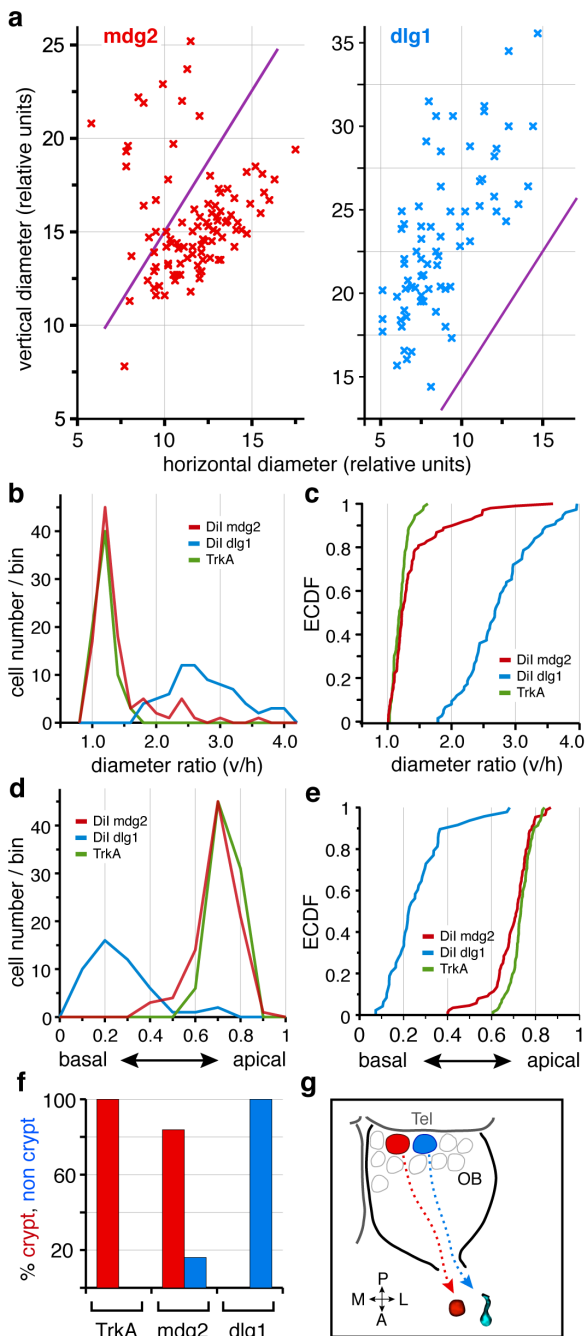 a
mdg2
dlg1
vertical diameter (relative units)
25
20
15
10
5
35
30
25
20
15
5
10
15
5
10
15
horizontal diameter (relative units)
b
cell number / bin
40
30
20
10
0
DiI mdg2
DiI dlg1
TrkA
1.0
2.0
3.0
4.0
diameter ratio (v/h)
c
ECDF
1
0.8
0.6
0.4
0.2
0
DiI mdg2
DiI dlg1
TrkA
1.0
2.0
3.0
4.0
diameter ratio (v/h)
d
cell number / bin
40
30
20
10
0
DiI mdg2
DiI dlg1
TrkA
0
0.2
0.4
0.6
0.8
1
basal
apical
e
ECDF
1
0.8
0.6
0.4
0.2
0
DiI mdg2
DiI dlg1
TrkA
0
0.2
0.4
0.6
0.8
1
basal
apical
f
% crypt, non crypt
100
60
20
TrkA
mdg2
dlg1
g
Tel
OB
P
M
L
A